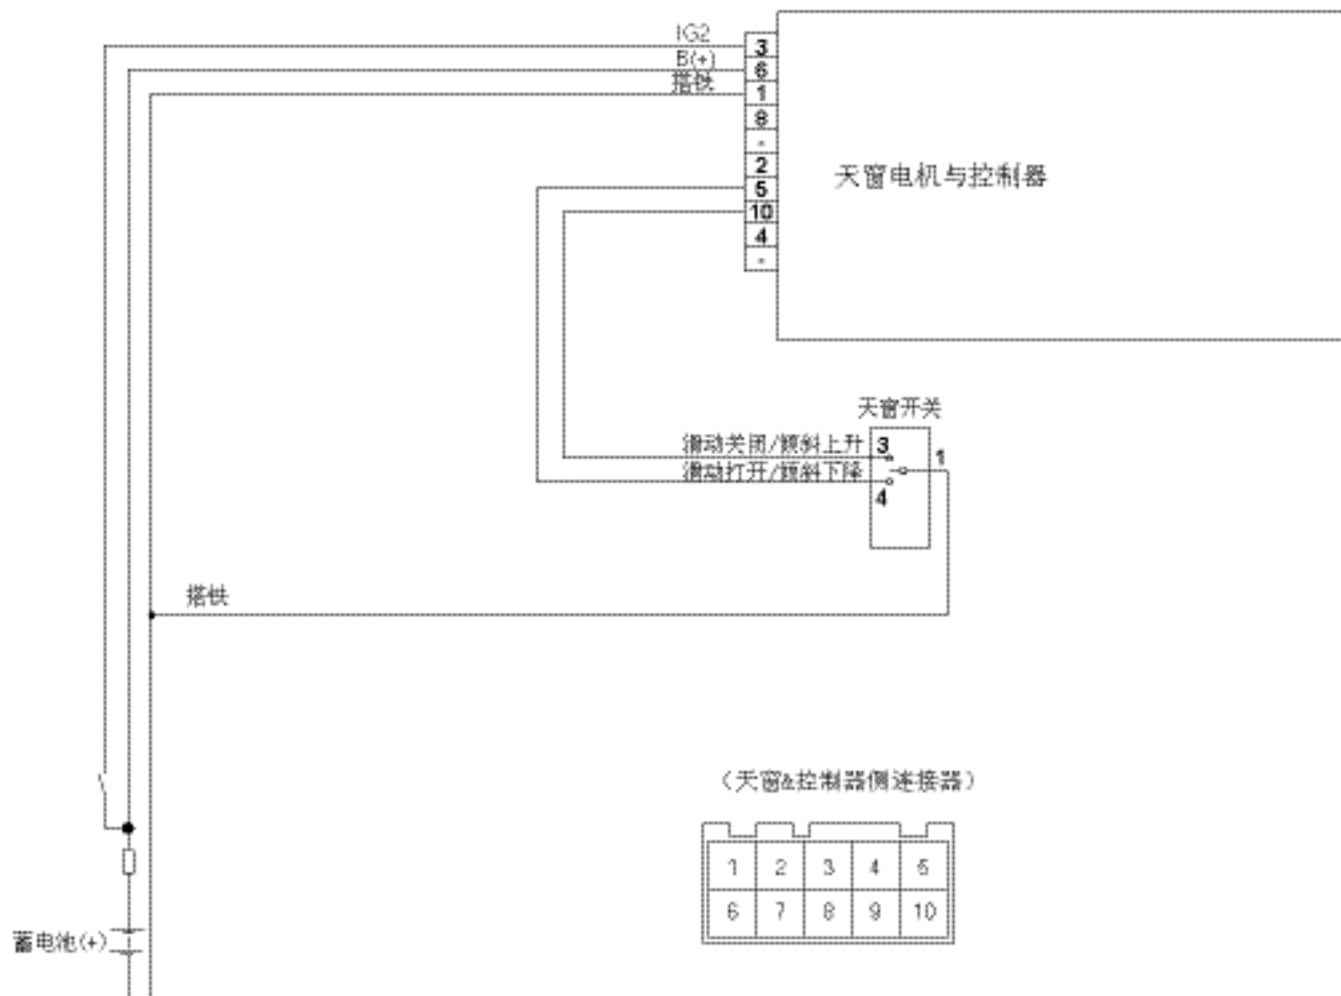 IG2
3
B(+)
6
搭铁
1
8
-
2
5
10
4
-
天窗电机与控制器
天窗开关
滑动关闭/倾斜上升
3
1
滑动打开/倾斜下降
4
搭铁
（天窗&控制器侧连接器）
1 2 3 4 5
6 7 8 9 10
蓄电池(+)